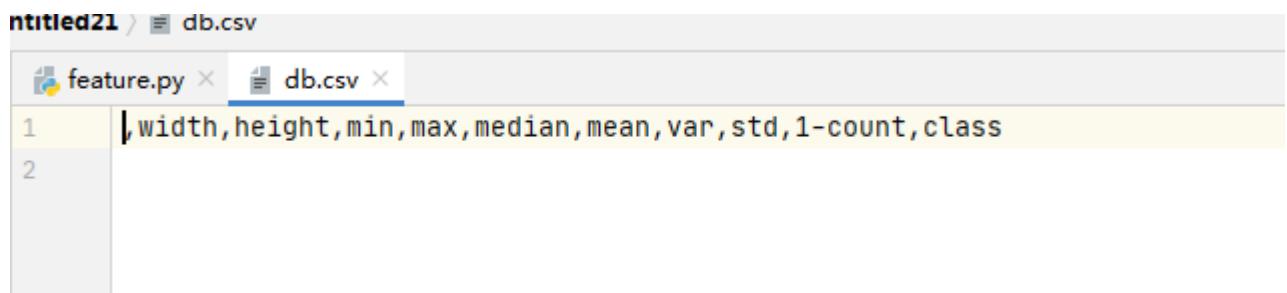 ntitled21 〉 db.csv
feature.py × db.csv ×
1 ,width,height,min,max,median,mean,var,std,1-count,class
2